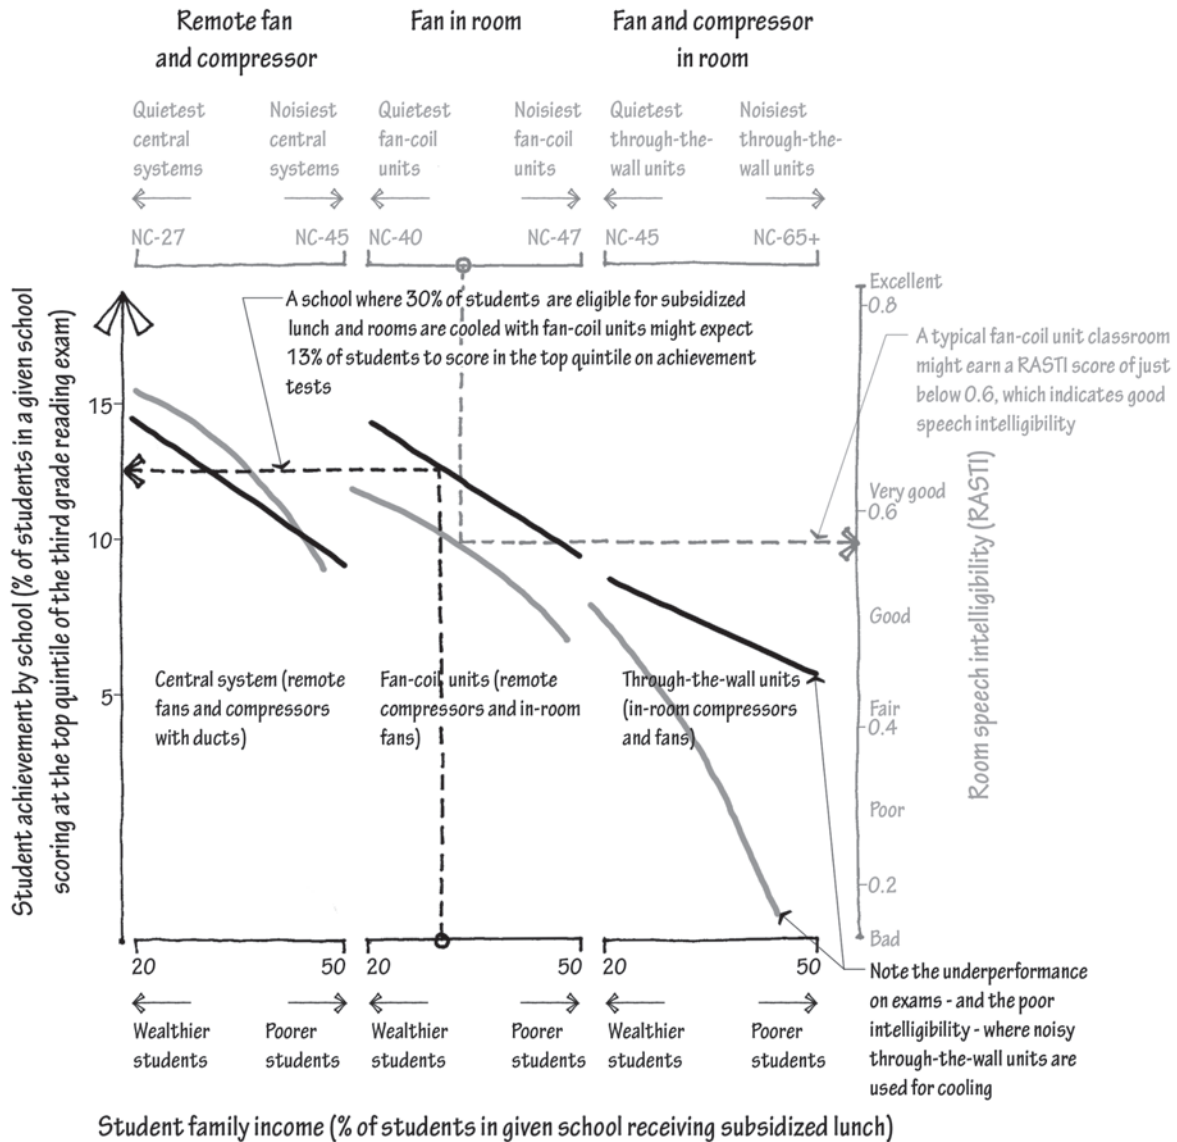 Remote fan
and compressor
Fan in room
Fan and compressor
in room
Quietest
central
systems
Noisiest
central
systems
Quietest
fan-coil
units
Noisiest
fan-coil
units
Quietest
through-the-
wall units
Noisiest
through-the-
wall units
NC-27
NC-45
NC-40
NC-47
NC-45
NC-65+
Student achievement by school (% of students in a given school
scoring at the top quintile of the third grade reading exam)
15
10
5
A school where 30% of students are eligible for subsidized
lunch and rooms are cooled with fan-coil units might expect
13% of students to score in the top quintile on achievement
tests
Excellent
0.8
Very good
0.6
Good
Fair
0.4
Poor
0.2
Bad
A typical fan-coil unit classroom
might earn a RASTI score of just
below 0.6, which indicates good
speech intelligibility
Room speech intelligibility (RASTI)
Central system (remote
fans and compressors
with ducts)
Fan-coil units (remote
compressors and in-room
fans)
Through-the-wall units
(in-room compressors
and fans)
20
50
20
50
20
50
Wealthier
students
Poorer
students
Wealthier
students
Poorer
students
Wealthier
students
Poorer
students
Note the underperformance
on exams - and the poor
intelligibility - where noisy
through-the-wall units are
used for cooling
Student family income (% of students in given school receiving subsidized lunch)